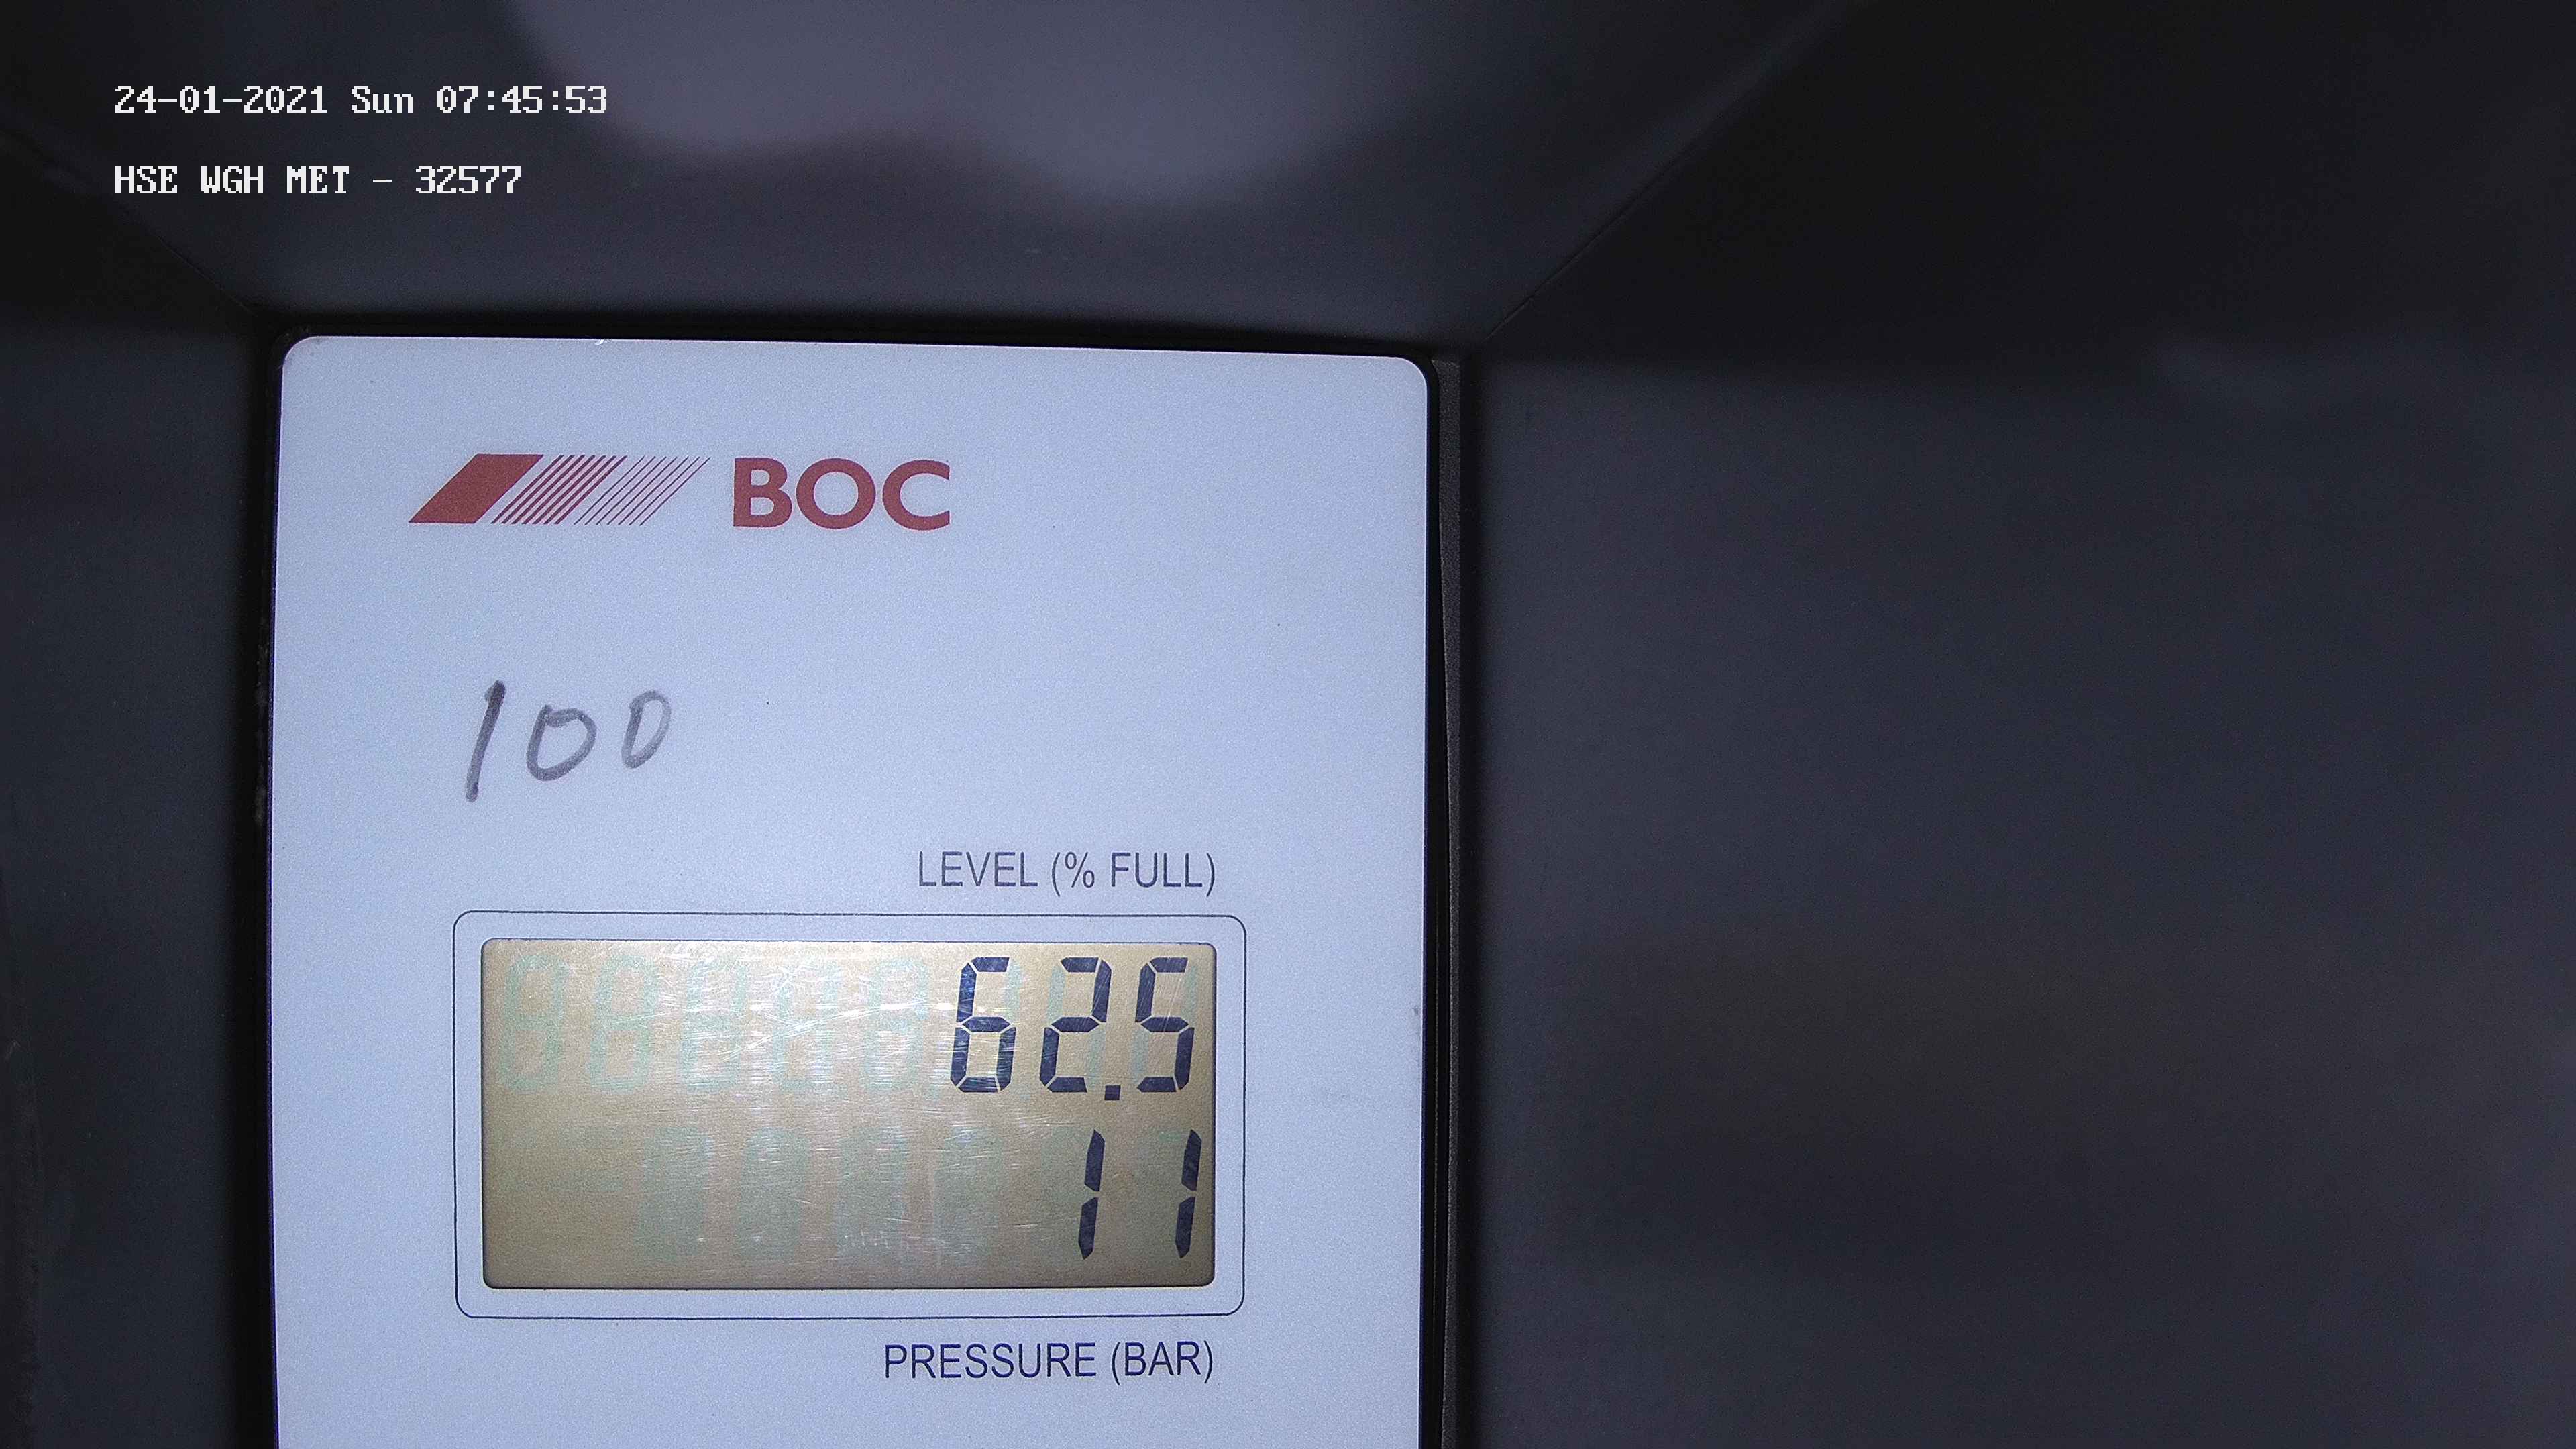 24-01-2021 Sun 07:45:53
HSE WGH MET - 32577
BOC
100
LEVEL (% FULL)
62.5
11
PRESSURE (BAR)